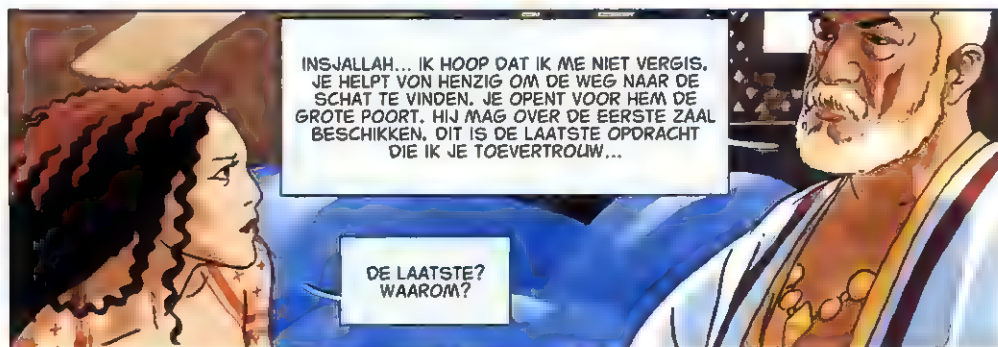 INSJALLAH... IK HOOP DAT IK ME NIET VERGIS.
JE HELPT VON HENZIG OM DE WEG NAAR DE
SCHAT TE VINDEN. JE OPENT VOOR HEM DE
GROTE POORT. HIJ MAG OVER DE EERSTE ZAAL
BESCHIKKEN. DIT IS DE LAATSTE OPDRACHT
DIE IK JE TOEVERTROUW...
DE LAATSTE?
WAAROM?